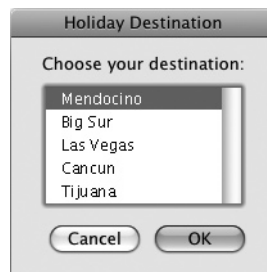 Holiday Destination
Choose your destination:
Mendocino
Big Sur
Las Vegas
Cancun
Tijuana
Cancel OK